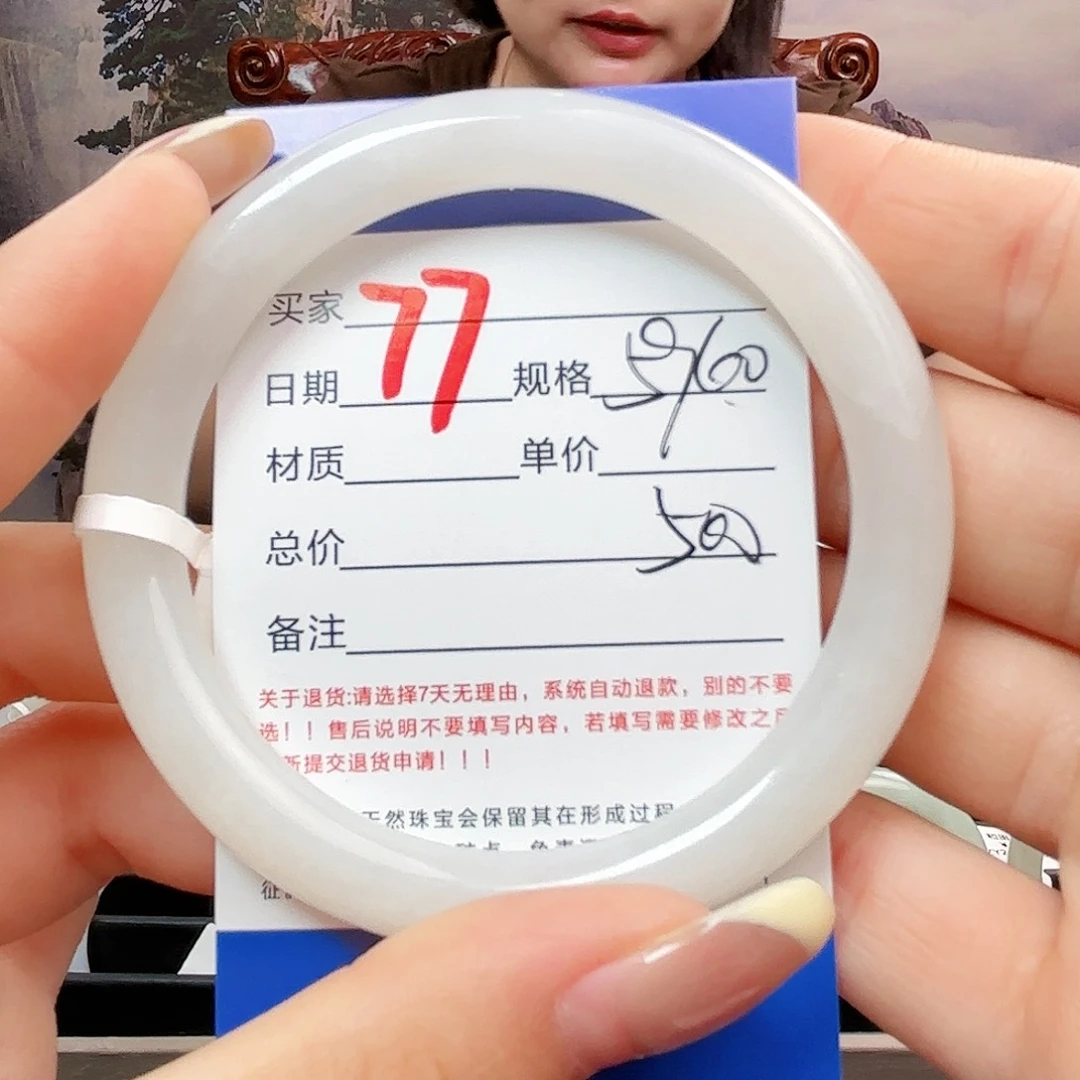 买家
77
日期 规格
材质 单价
总价
备注
关于退货:请选择7天无理由，系统自动退款，别的不要
选！！售后说明不要填写内容，若填写需要修改之后
新提交退货申请！！！
天然珠宝会保留其在形成过程
征